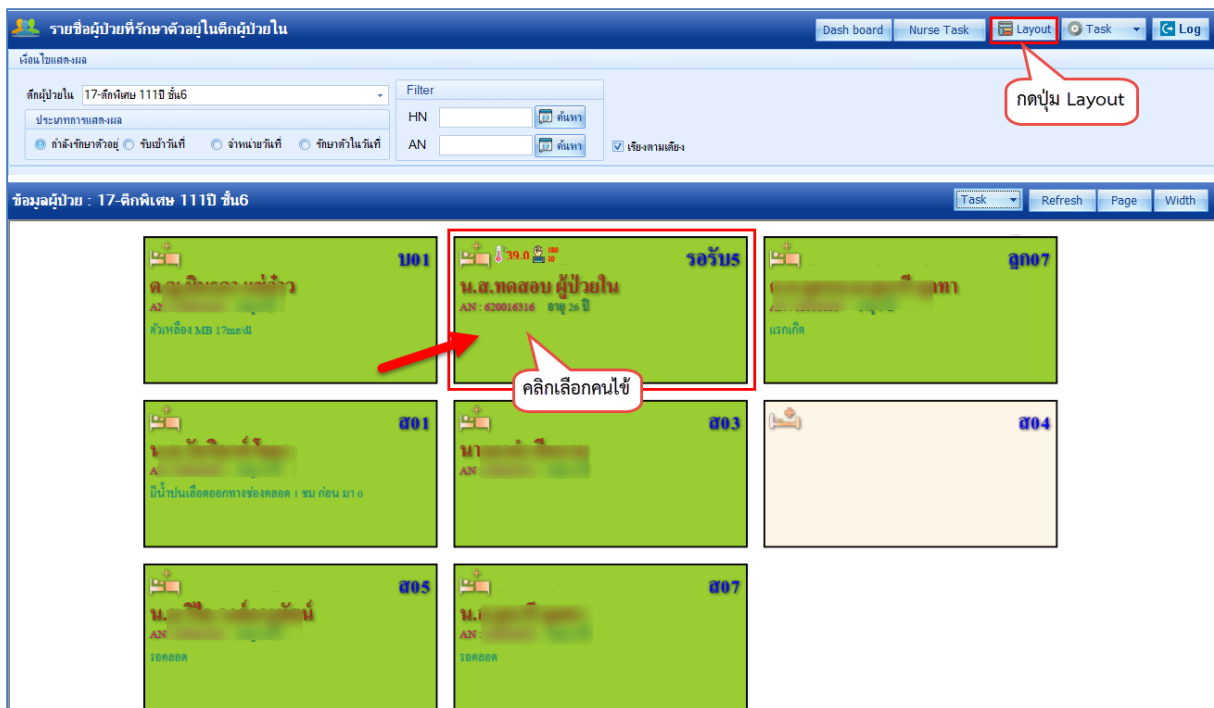 รายชื่อผู้ป่วยที่รักษาตัวอยู่ในตึกผู้ป่วยใน
Dash board Nurse Task Layout Task Log
เงื่อนไขแสดงผล
ตึกผู้ป่วยใน 17-ตึกพิเศษ 111ปี ชั้น6
ประเภทการแสดงผล
กำลังรักษาตัวอยู่ รับเข้าวันที่ จำหน่ายวันที่ รักษาตัวในวันที่
Filter
HN ค้นหา
AN ค้นหา
เรียงตามเตียง
กดปุ่ม Layout
ข้อมูลผู้ป่วย : 17-ตึกพิเศษ 111ปี ชั้น6
Task Refresh Page Width
บ01
ตัวเหลือง MB 17mg/dl
39.0
รอรับ5
น.ส.ทดสอบ ผู้ป่วยใน
AN : 620016316 อายุ 26 ปี
คลิกเลือกคนไข้
ลูก07
แรกเกิด
ส01
มีน้ำปนเลือดออกทางช่องคลอด 1 ชม ก่อน มา
ส03
AN
ส04
ส05
AN
รอคลอด
ส07
AN :
รอคลอด